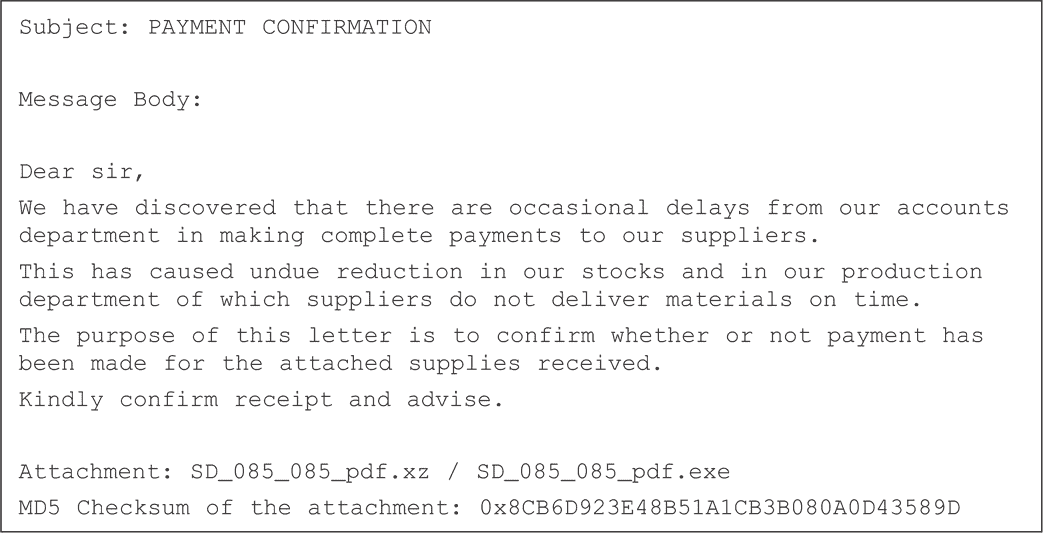 Subject: PAYMENT CONFIRMATION
Message Body:
Dear sir,
We have discovered that there are occasional delays from our accounts
department in making complete payments to our suppliers.
This has caused undue reduction in our stocks and in our production
department of which suppliers do not deliver materials on time.
The purpose of this letter is to confirm whether or not payment has
been made for the attached supplies received.
Kindly confirm receipt and advise.
Attachment: SD_085_085_pdf.xz / SD_085_085_pdf.exe
MD5 Checksum of the attachment: 0x8CB6D923E48B51A1CB3B080A0D43589D